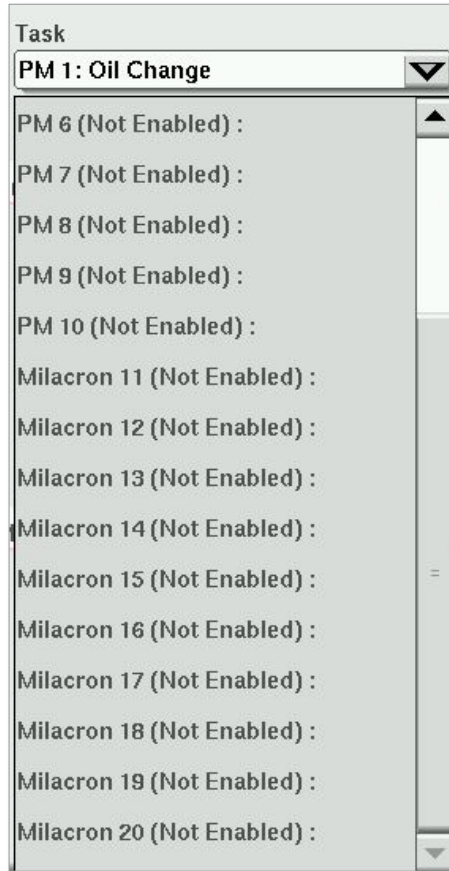 Task
PM 1: Oil Change
PM 6 (Not Enabled) :
PM 7 (Not Enabled) :
PM 8 (Not Enabled) :
PM 9 (Not Enabled) :
PM 10 (Not Enabled) :
Milacron 11 (Not Enabled) :
Milacron 12 (Not Enabled) :
Milacron 13 (Not Enabled) :
Milacron 14 (Not Enabled) :
Milacron 15 (Not Enabled) :
Milacron 16 (Not Enabled) :
Milacron 17 (Not Enabled) :
Milacron 18 (Not Enabled) :
Milacron 19 (Not Enabled) :
Milacron 20 (Not Enabled) :